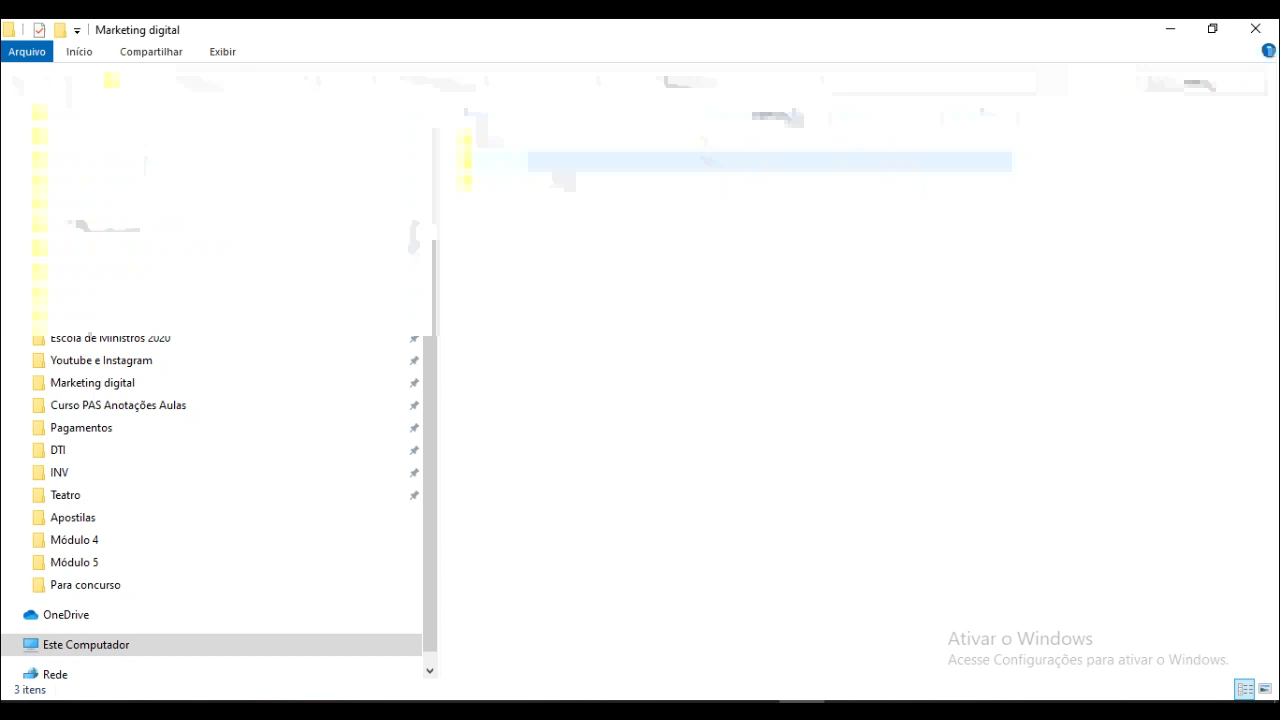 Marketing digital
Arquivo Início Compartilhar Exibir
Escola de Ministros 2020
Youtube e Instagram
Marketing digital
Curso PAS Anotações Aulas
Pagamentos
DTI
INV
Teatro
Apostilas
Módulo 4
Módulo 5
Para concurso
OneDrive
Este Computador
Rede
3 itens
Ativar o Windows
Acesse Configurações para ativar o Windows.